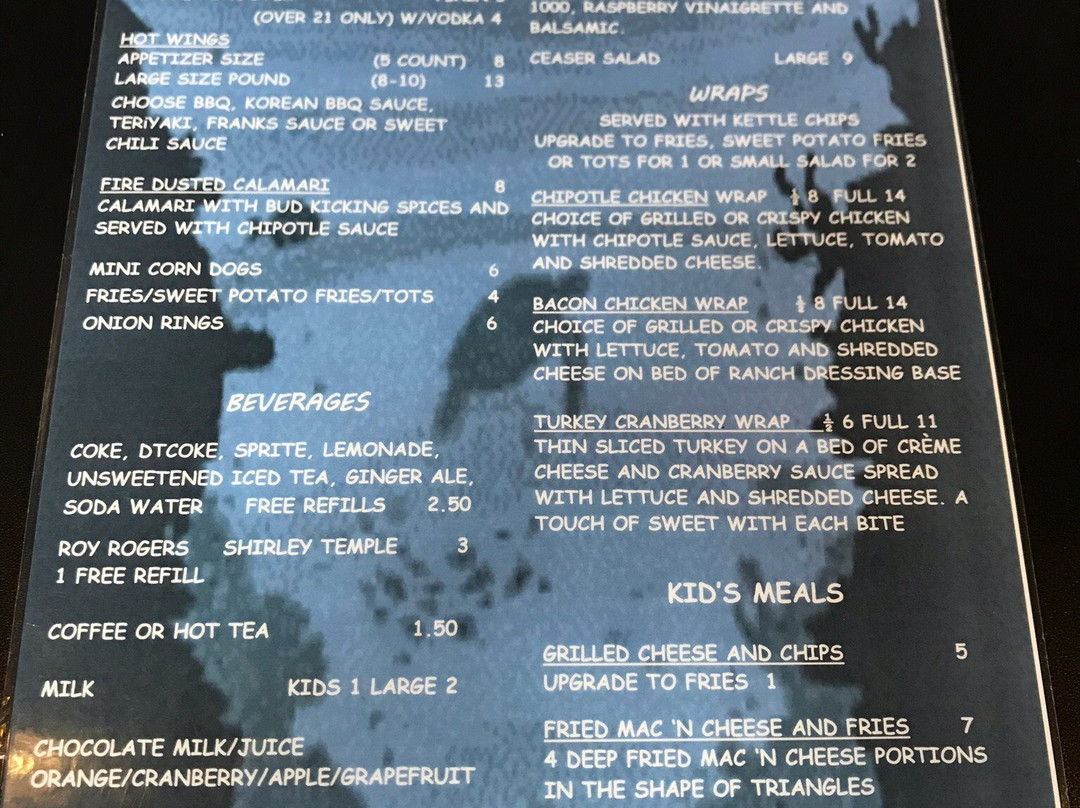 (OVER 21 ONLY) W/VODKA 4
HOT WINGS
APPETIZER SIZE (5 COUNT) 8
LARGE SIZE POUND (8-10) 13
CHOOSE BBQ, KOREAN BBQ SAUCE,
TERiYAKI, FRANKS SAUCE OR SWEET
CHILI SAUCE
FIRE DUSTED CALAMARI 8
CALAMARI WITH BUD KICKING SPICES AND
SERVED WITH CHIPOTLE SAUCE
MINI CORN DOGS 6
FRIES/SWEET POTATO FRIES/TOTS 4
ONION RINGS 6
BEVERAGES
COKE, DTCOKE, SPRITE, LEMONADE,
UNSWEETENED ICED TEA, GINGER ALE,
SODA WATER FREE REFILLS 2.50
ROY ROGERS SHIRLEY TEMPLE 3
1 FREE REFILL
COFFEE OR HOT TEA 1.50
MILK KIDS 1 LARGE 2
CHOCOLATE MILK/JUICE
ORANGE/CRANBERRY/APPLE/GRAPEFRUIT
1000, RASPBERRY VINAIGRETTE AND
BALSAMIC.
CEASER SALAD LARGE 9
WRAPS
SERVED WITH KETTLE CHIPS
UPGRADE TO FRIES, SWEET POTATO FRIES
OR TOTS FOR 1 OR SMALL SALAD FOR 2
CHIPOTLE CHICKEN WRAP ½ 8 FULL 14
CHOICE OF GRILLED OR CRISPY CHICKEN
WITH CHIPOTLE SAUCE, LETTUCE, TOMATO
AND SHREDDED CHEESE.
BACON CHICKEN WRAP ½ 8 FULL 14
CHOICE OF GRILLED OR CRISPY CHICKEN
WITH LETTUCE, TOMATO AND SHREDDED
CHEESE ON BED OF RANCH DRESSING BASE
TURKEY CRANBERRY WRAP ½ 6 FULL 11
THIN SLICED TURKEY ON A BED OF CRÈME
CHEESE AND CRANBERRY SAUCE SPREAD
WITH LETTUCE AND SHREDDED CHEESE. A
TOUCH OF SWEET WITH EACH BITE
KID'S MEALS
GRILLED CHEESE AND CHIPS 5
UPGRADE TO FRIES 1
FRIED MAC 'N CHEESE AND FRIES 7
4 DEEP FRIED MAC 'N CHEESE PORTIONS
IN THE SHAPE OF TRIANGLES